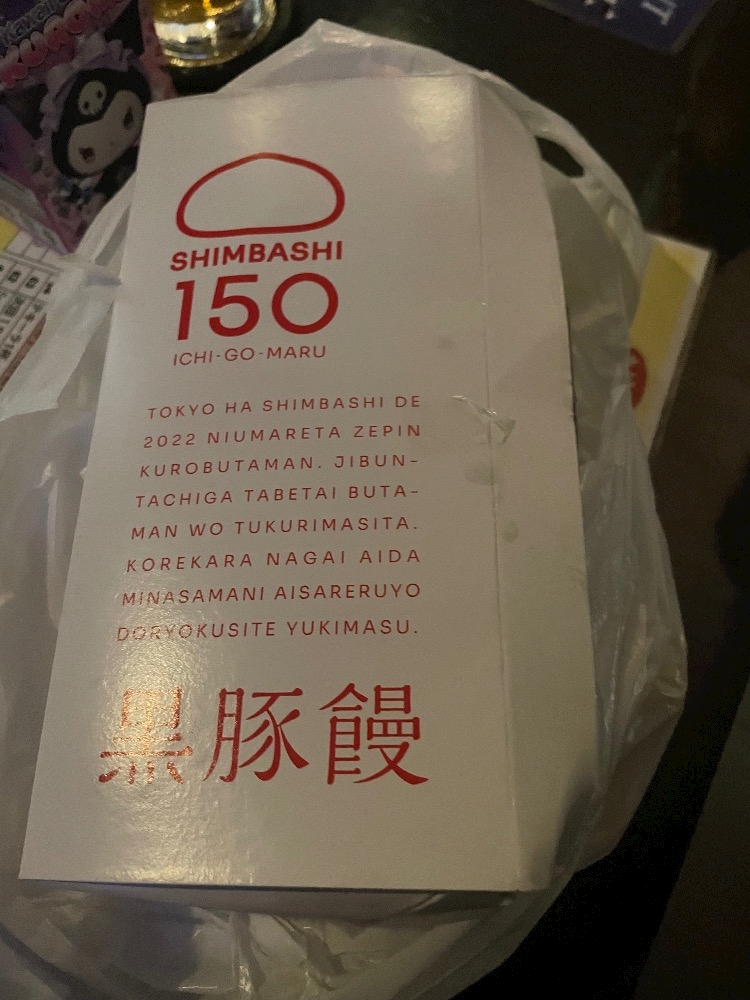 SHIMBASHI
150
ICHI-GO-MARU
TOKYO HA SHIMBASHI DE
2022 NIUMARETA ZEPIN
KUROBUTAMAN. JIBUN-
TACHIGA TABETAI BUTA-
MAN WO TUKURIMASITA.
KOREKARA NAGAI AIDA
MINASAMANI AISARERUYO
DORYOKUSITE YUKIMASU.
黒豚饅